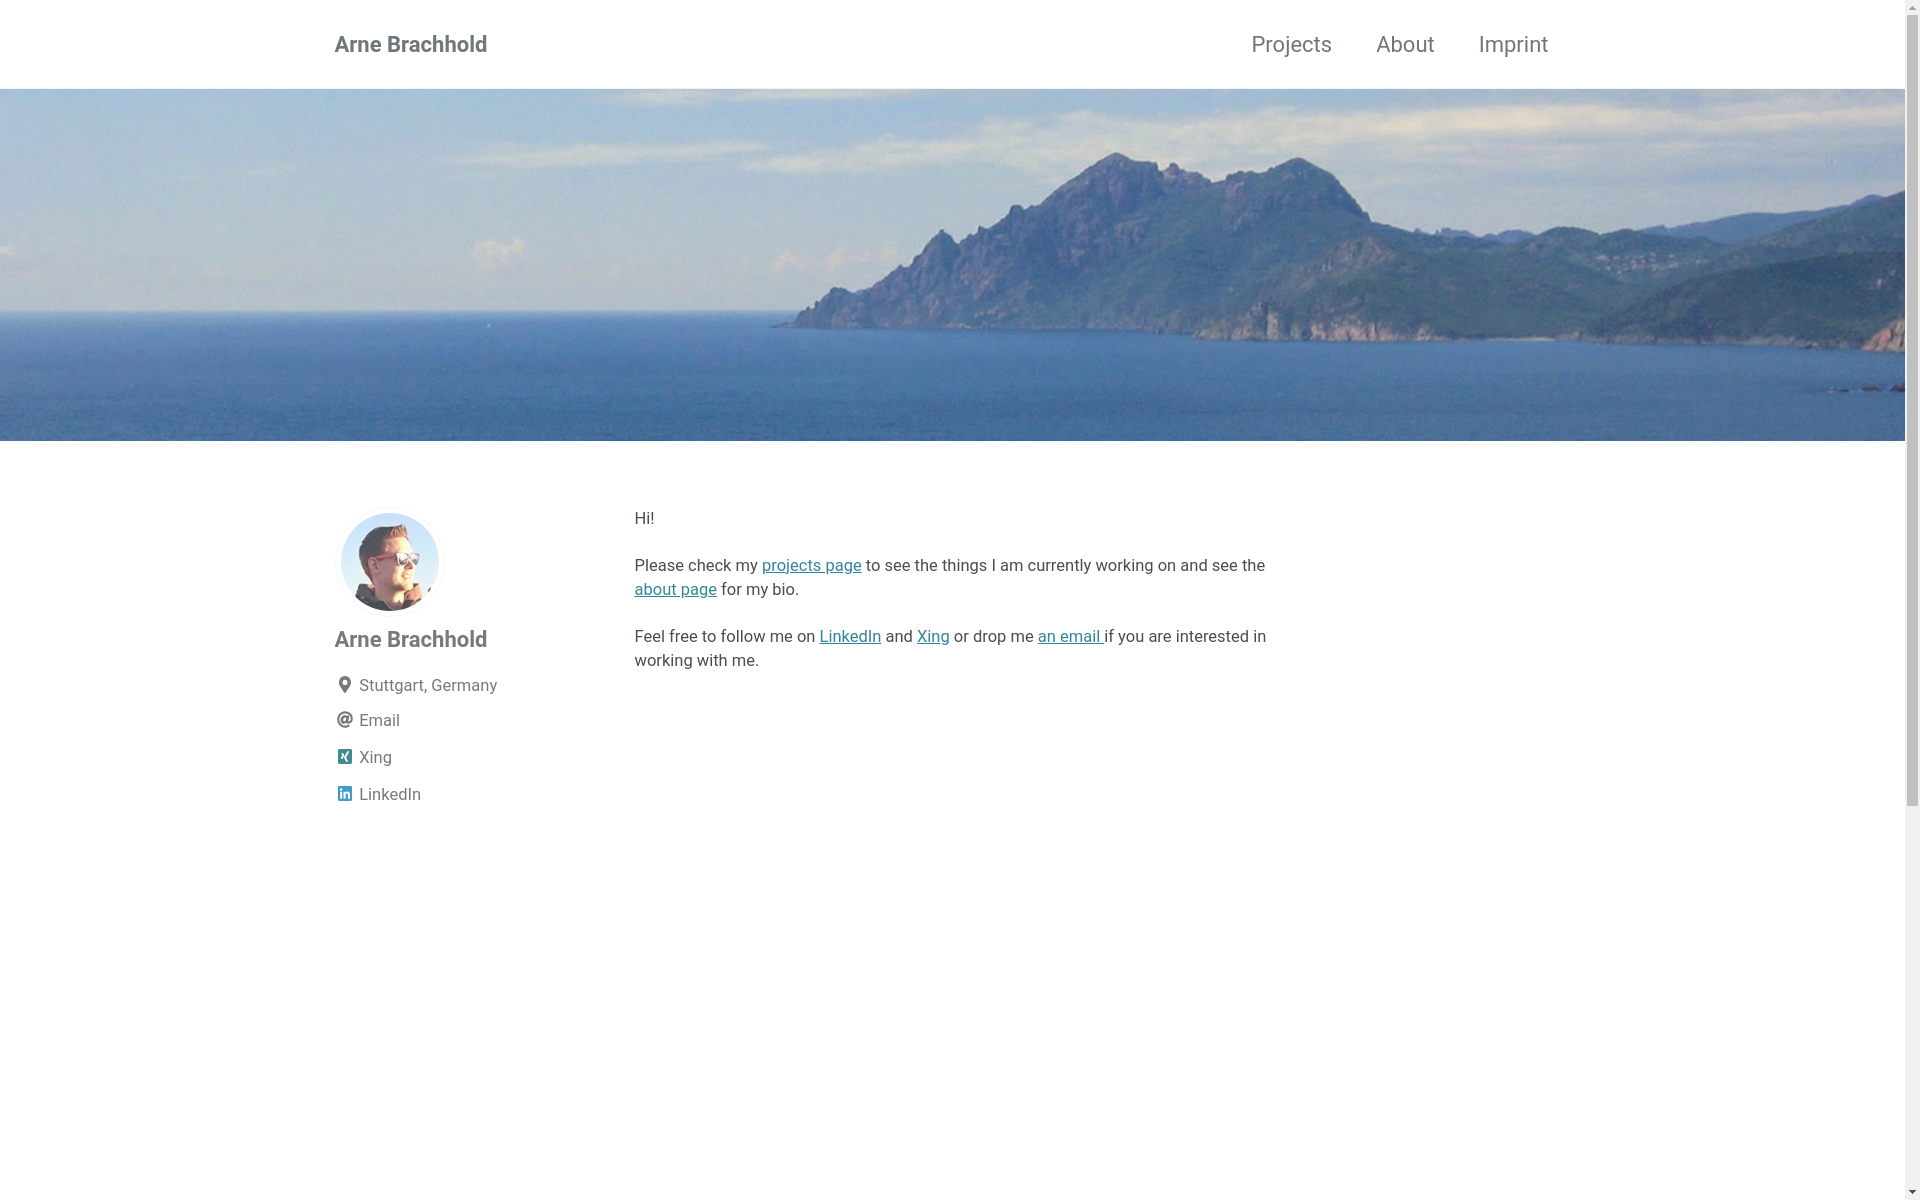 Arne Brachhold
Projects
About
Imprint
Arne Brachhold
Stuttgart, Germany
Email
Xing
LinkedIn
Hi!
Please check my projects page to see the things I am currently working on and see the
about page for my bio.
Feel free to follow me on LinkedIn and Xing or drop me an email if you are interested in
working with me.